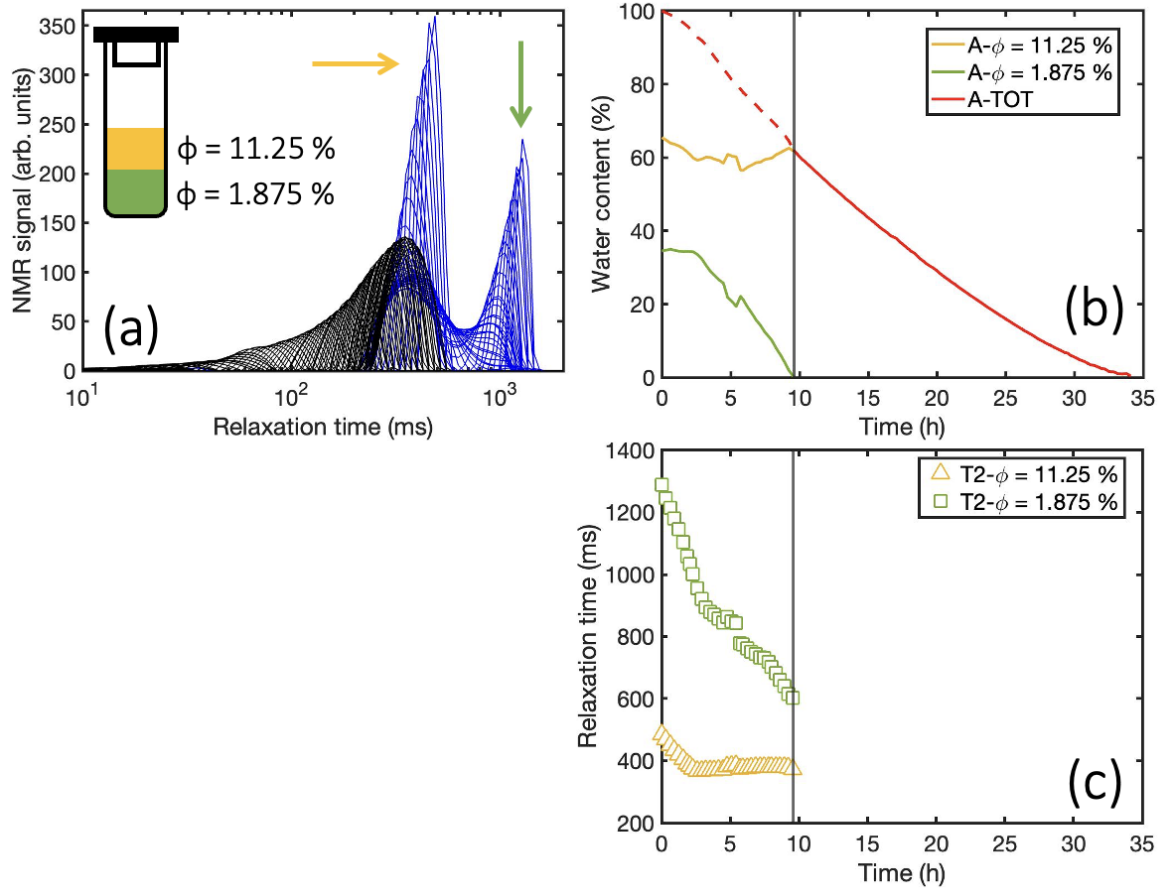 350
300
250
200
150
100
50
0
NMR signal (arb. units)
ϕ = 11.25 %
ϕ = 1.875 %
(a)
10¹ 10² 10³
Relaxation time (ms)
100
80
60
40
20
0
Water content (%)
A-ϕ = 11.25 %
A-ϕ = 1.875 %
A-TOT
(b)
0 5 10 15 20 25 30 35
Time (h)
1400
1200
1000
800
600
400
200
Relaxation time (ms)
T2-ϕ = 11.25 %
T2-ϕ = 1.875 %
(c)
0 5 10 15 20 25 30 35
Time (h)